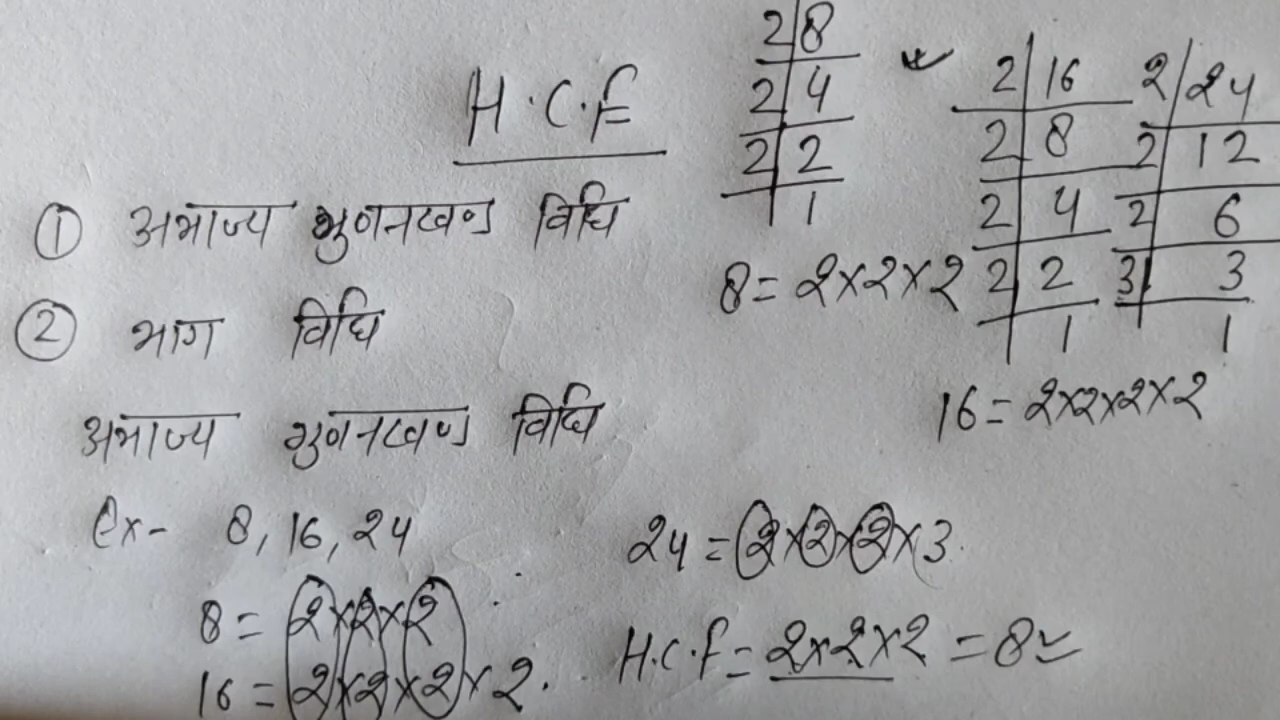 H.C.F
① अभाज्य गुणनखण्ड विधि
② भाग विधि
अभाज्य गुणनखण्ड विधि
ex- 8, 16, 24
8 = 2×2×2
16 = 2×2×2×2.
2|8
2|4
2|2
1
8 = 2×2×2
2|16
2|8
2|4
2|2
1
2|24
2|12
2|6
3|3
1
16 = 2×2×2×2
24 = 2×2×2×3
H.C.F = 2×2×2 = 8